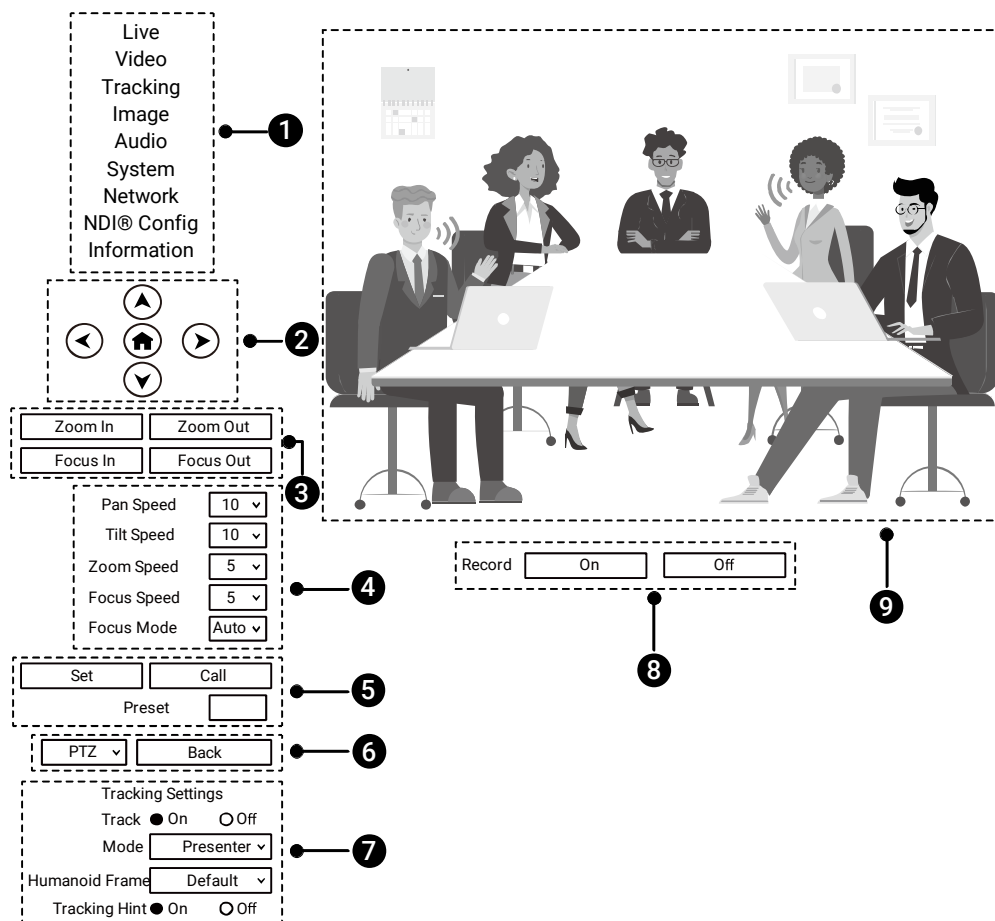 Live
Video
Tracking
Image
Audio
System
Network
NDI® Config
Information
1
2
Zoom In Zoom Out
Focus In Focus Out
3
Pan Speed 10
Tilt Speed 10
Zoom Speed 5
Focus Speed 5
Focus Mode Auto
4
Record On Off
8
9
Set Call
Preset
5
PTZ Back
6
Tracking Settings
Track On Off
Mode Presenter
Humanoid Frame Default
Tracking Hint On Off
7